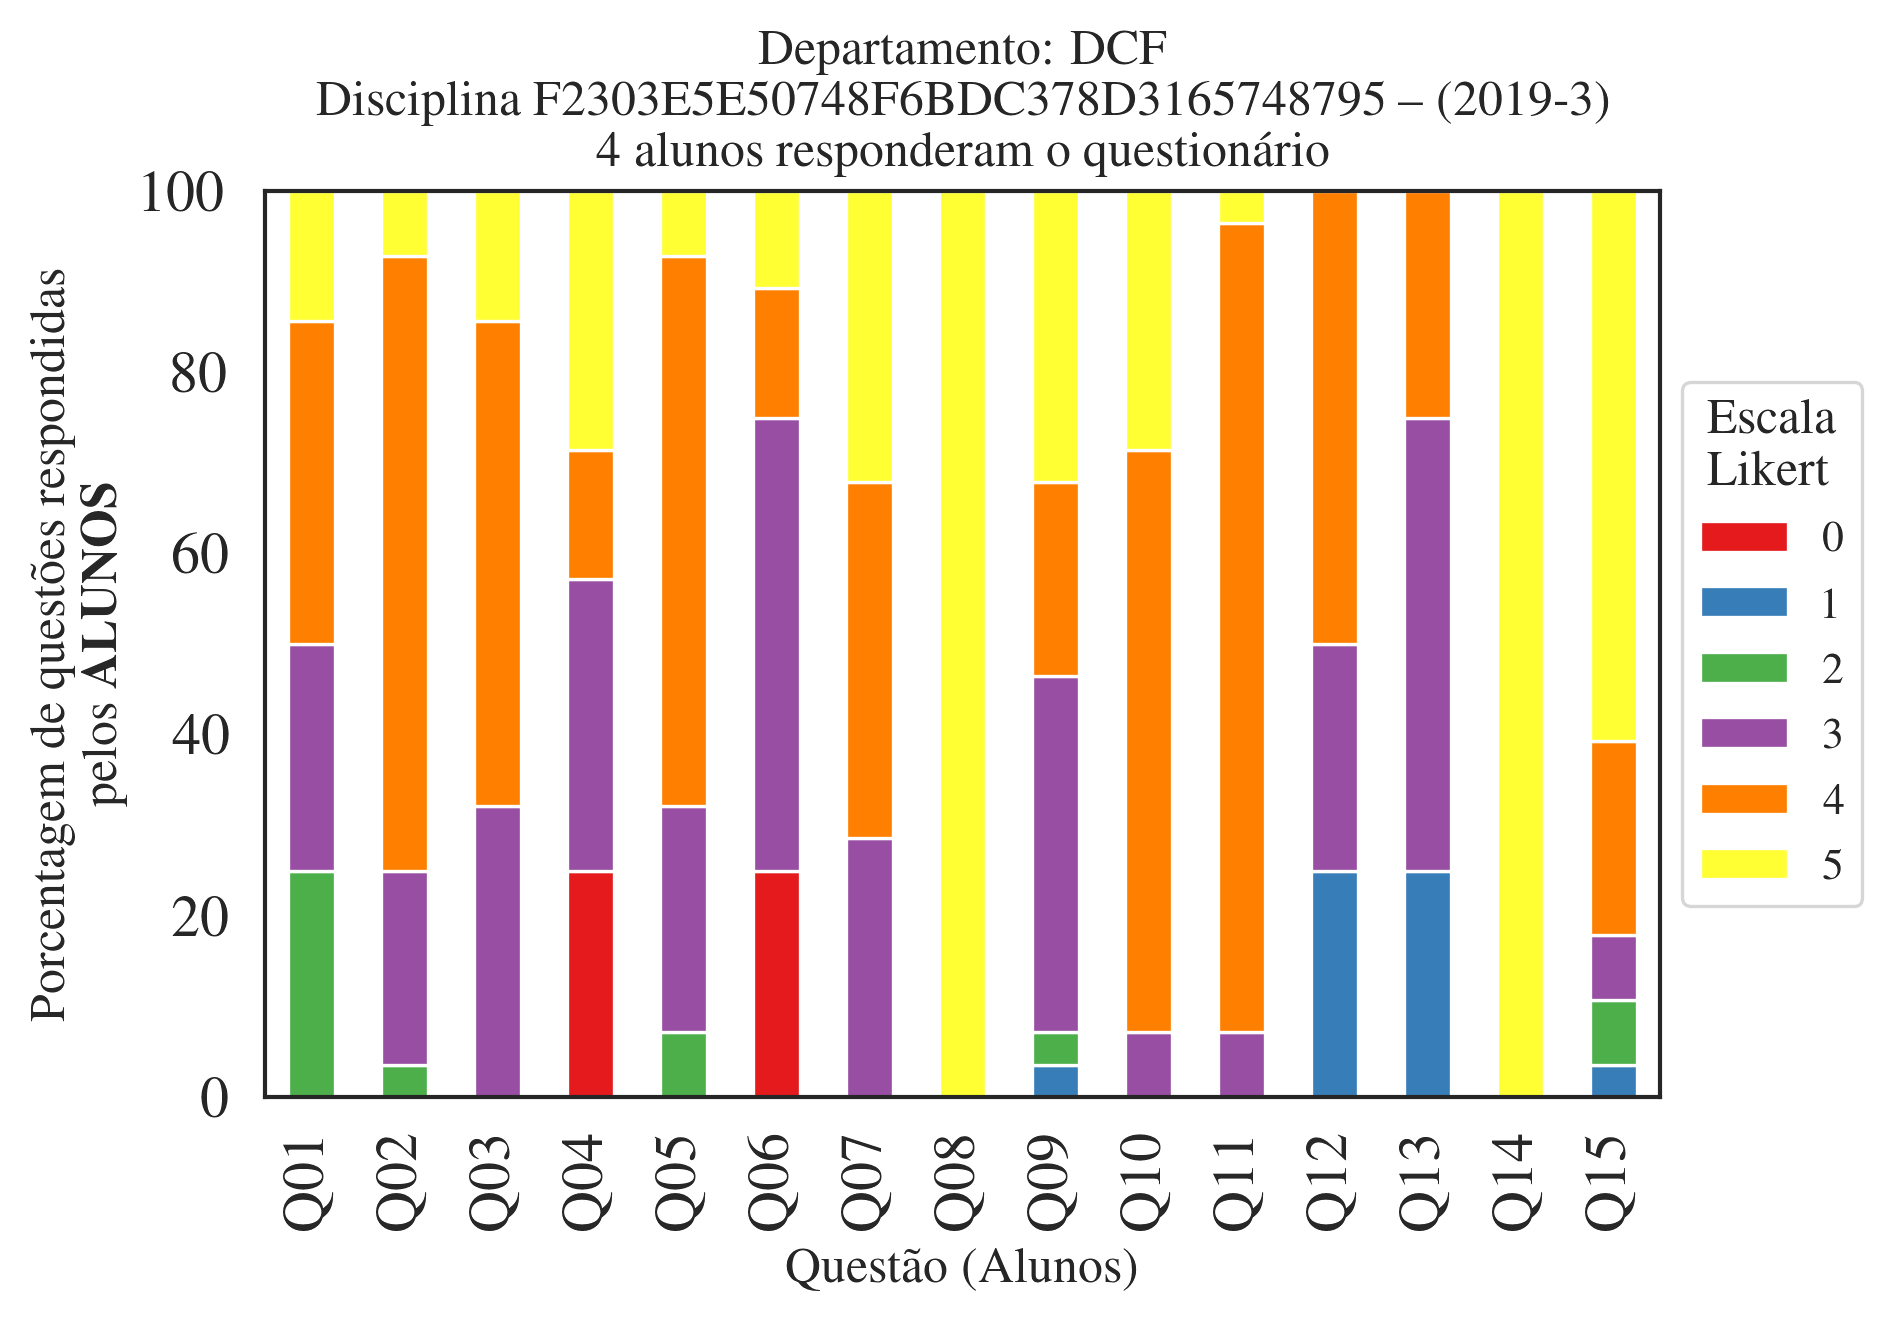 Departamento: DCF
Disciplina F2303E5E50748F6BDC378D3165748795 – (2019-3)
4 alunos responderam o questionário
Porcentagem de questões respondidas
pelos ALUNOS
100
80
60
40
20
0
Q01
Q02
Q03
Q04
Q05
Q06
Q07
Q08
Q09
Q10
Q11
Q12
Q13
Q14
Q15
Questão (Alunos)
Escala
Likert
0
1
2
3
4
5